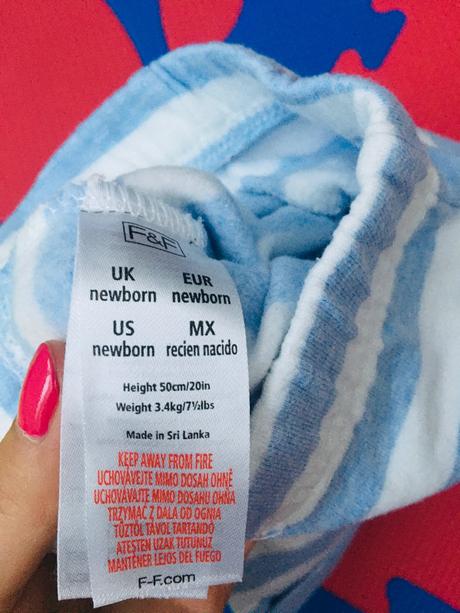 F&F
UK EUR
newborn newborn
US MX
newborn recien nacido
Height 50cm/20in
Weight 3.4kg/7½lbs
Made in Sri Lanka
KEEP AWAY FROM FIRE
UCHOVÁVEJTE MIMO DOSAH OHNĚ
UCHOVÁVAJTE MIMO DOSAHU OHŇA
TRZYMAĆ Z DALA OD OGNIA
TŰZTŐL TÁVOL TARTANDÓ
ATEŞTEN UZAK TUTUNUZ
MANTENER LEJOS DEL FUEGO
F-F.com